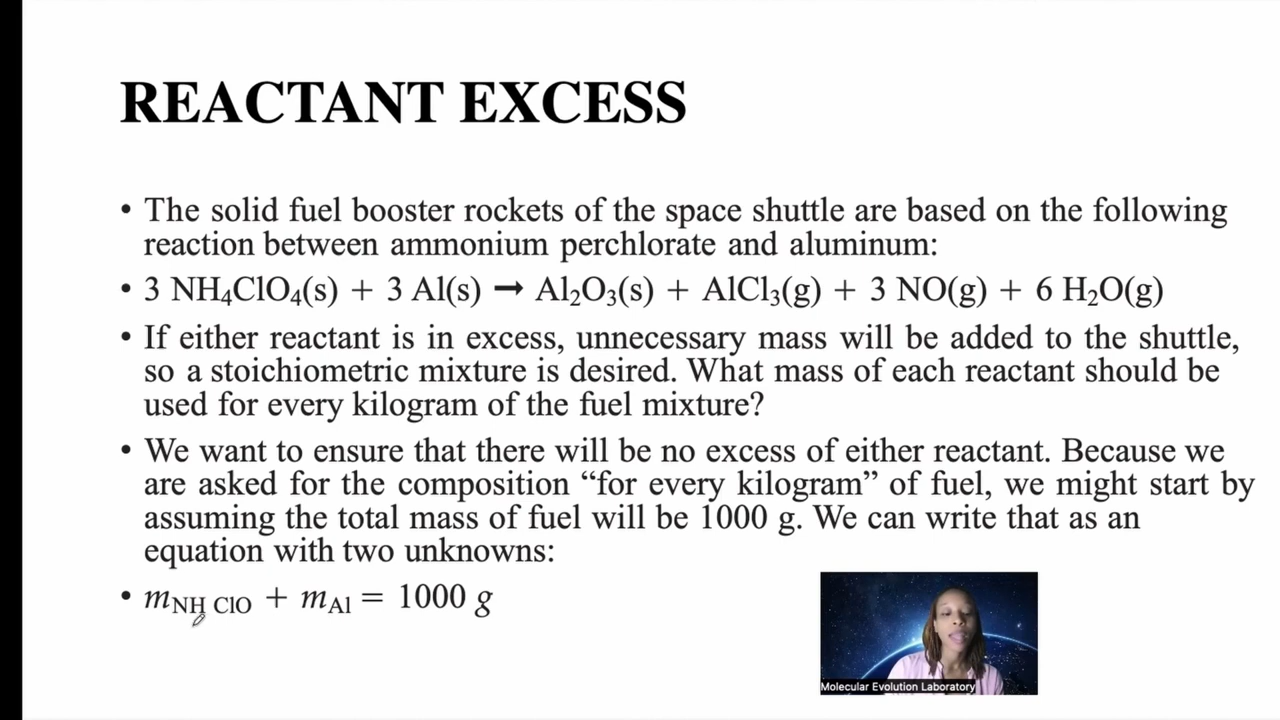 REACTANT EXCESS
• The solid fuel booster rockets of the space shuttle are based on the following
reaction between ammonium perchlorate and aluminum:
• 3 NH₄ClO₄(s) + 3 Al(s) → Al₂O₃(s) + AlCl₃(g) + 3 NO(g) + 6 H₂O(g)
• If either reactant is in excess, unnecessary mass will be added to the shuttle,
so a stoichiometric mixture is desired. What mass of each reactant should be
used for every kilogram of the fuel mixture?
• We want to ensure that there will be no excess of either reactant. Because we
are asked for the composition “for every kilogram” of fuel, we might start by
assuming the total mass of fuel will be 1000 g. We can write that as an
equation with two unknowns:
• m NH ClO + m Al = 1000 g
Molecular Evolution Laboratory